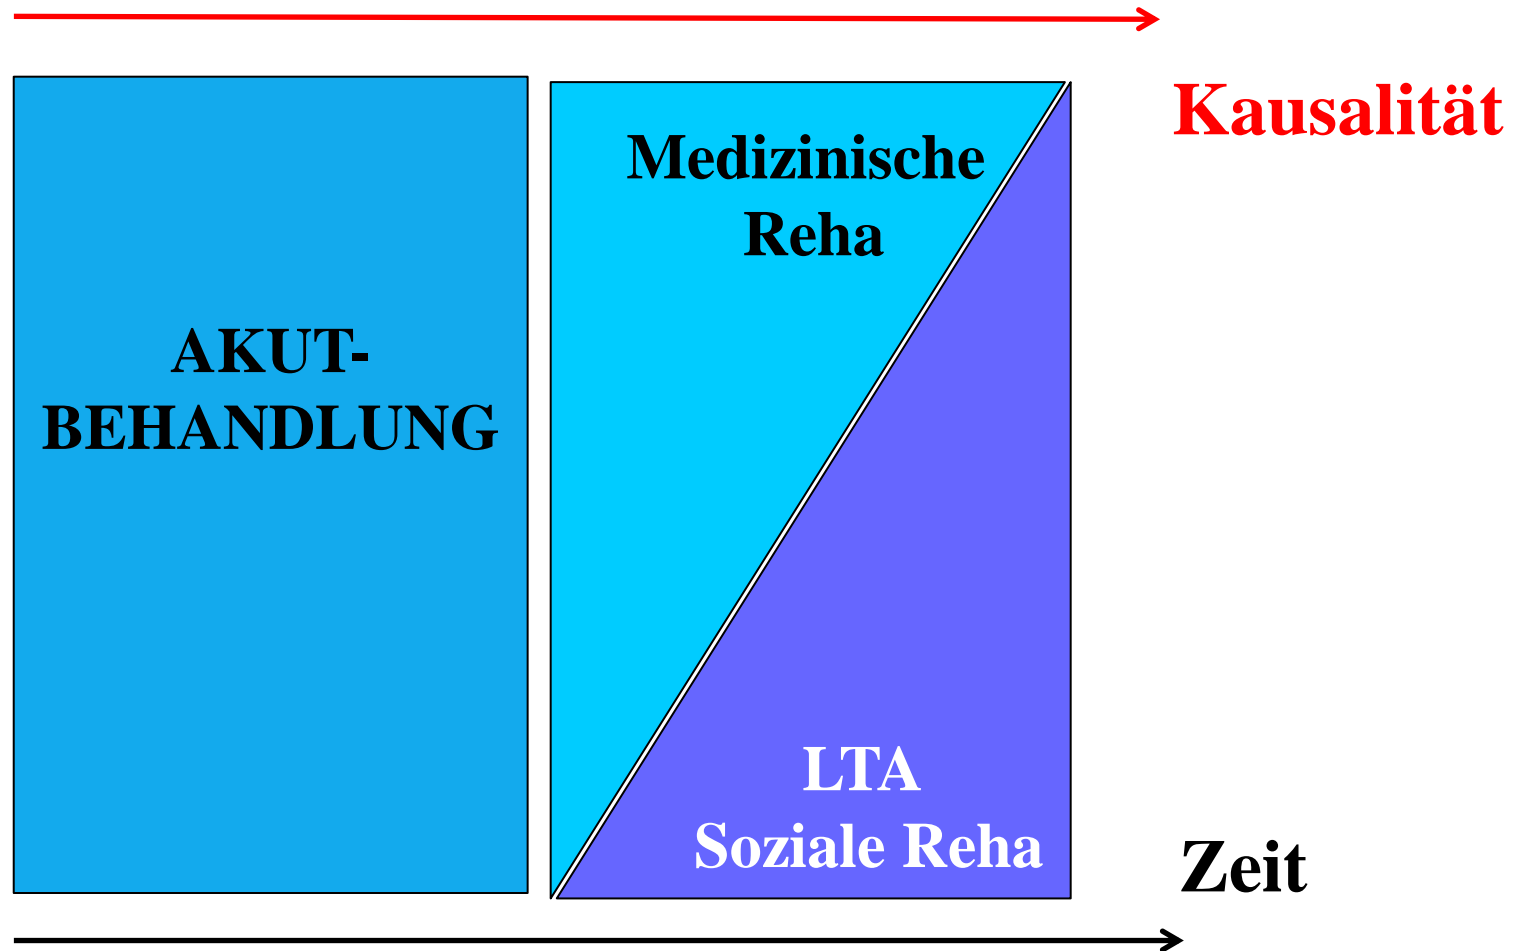 Kausalität
Medizinische
Reha
AKUT-
BEHANDLUNG
LTA
Soziale Reha
Zeit